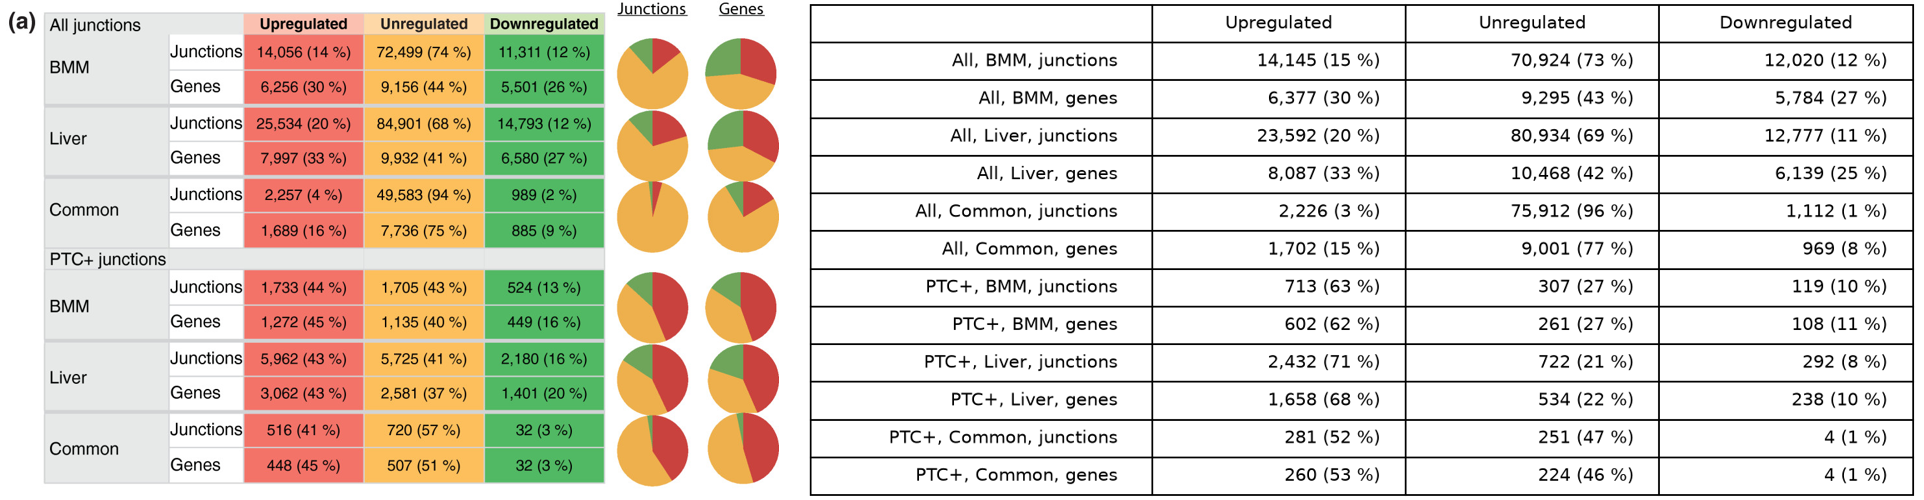 (a)
All junctions Upregulated Unregulated Downregulated
BMM
Junctions 14,056 (14 %) 72,499 (74 %) 11,311 (12 %)
Genes 6,256 (30 %) 9,156 (44 %) 5,501 (26 %)
Liver
Junctions 25,534 (20 %) 84,901 (68 %) 14,793 (12 %)
Genes 7,997 (33 %) 9,932 (41 %) 6,580 (27 %)
Common
Junctions 2,257 (4 %) 49,583 (94 %) 989 (2 %)
Genes 1,689 (16 %) 7,736 (75 %) 885 (9 %)
PTC+ junctions
BMM
Junctions 1,733 (44 %) 1,705 (43 %) 524 (13 %)
Genes 1,272 (45 %) 1,135 (40 %) 449 (16 %)
Liver
Junctions 5,962 (43 %) 5,725 (41 %) 2,180 (16 %)
Genes 3,062 (43 %) 2,581 (37 %) 1,401 (20 %)
Common
Junctions 516 (41 %) 720 (57 %) 32 (3 %)
Genes 448 (45 %) 507 (51 %) 32 (3 %)
Junctions Genes
Upregulated Unregulated Downregulated
All, BMM, junctions 14,145 (15 %) 70,924 (73 %) 12,020 (12 %)
All, BMM, genes 6,377 (30 %) 9,295 (43 %) 5,784 (27 %)
All, Liver, junctions 23,592 (20 %) 80,934 (69 %) 12,777 (11 %)
All, Liver, genes 8,087 (33 %) 10,468 (42 %) 6,139 (25 %)
All, Common, junctions 2,226 (3 %) 75,912 (96 %) 1,112 (1 %)
All, Common, genes 1,702 (15 %) 9,001 (77 %) 969 (8 %)
PTC+, BMM, junctions 713 (63 %) 307 (27 %) 119 (10 %)
PTC+, BMM, genes 602 (62 %) 261 (27 %) 108 (11 %)
PTC+, Liver, junctions 2,432 (71 %) 722 (21 %) 292 (8 %)
PTC+, Liver, genes 1,658 (68 %) 534 (22 %) 238 (10 %)
PTC+, Common, junctions 281 (52 %) 251 (47 %) 4 (1 %)
PTC+, Common, genes 260 (53 %) 224 (46 %) 4 (1 %)